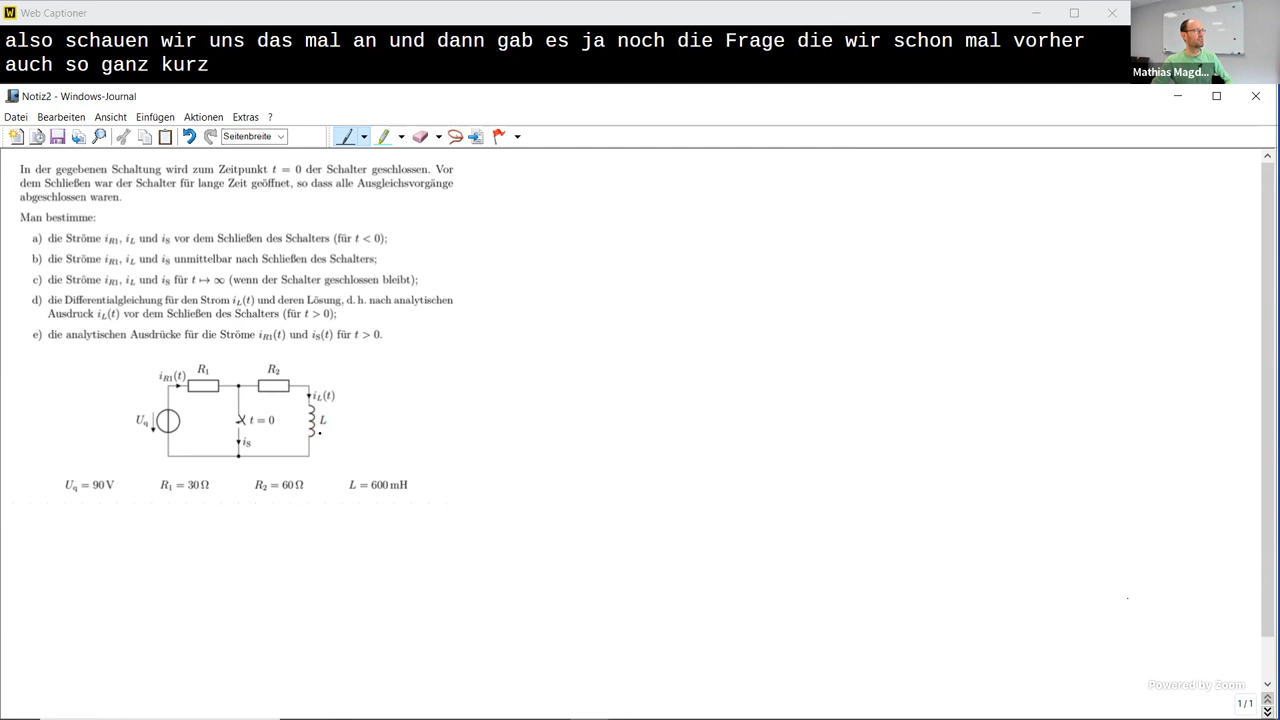 Web Captioner
also schauen wir uns das mal an und dann gab es ja noch die Frage die wir schon mal vorher
auch so ganz kurz
Mathias Magd...
Notiz2 - Windows-Journal
Datei Bearbeiten Ansicht Einfügen Aktionen Extras ?
Seitenbreite
In der gegebenen Schaltung wird zum Zeitpunkt t = 0 der Schalter geschlossen. Vor
dem Schließen war der Schalter für lange Zeit geöffnet, so dass alle Ausgleichsvorgänge
abgeschlossen waren.
Man bestimme:
a) die Ströme iR1, iL und iS vor dem Schließen des Schalters (für t < 0);
b) die Ströme iR1, iL und iS unmittelbar nach Schließen des Schalters;
c) die Ströme iR1, iL und iS für t ↦ ∞ (wenn der Schalter geschlossen bleibt);
d) die Differentialgleichung für den Strom iL(t) und deren Lösung, d. h. nach analytischen
Ausdruck iL(t) vor dem Schließen des Schalters (für t > 0);
e) die analytischen Ausdrücke für die Ströme iR1(t) und iS(t) für t > 0.
iR1(t) R1 R2
iL(t)
Uq t = 0 L
iS
Uq = 90 V R1 = 30 Ω R2 = 60 Ω L = 600 mH
Powered by Zoom
1 / 1